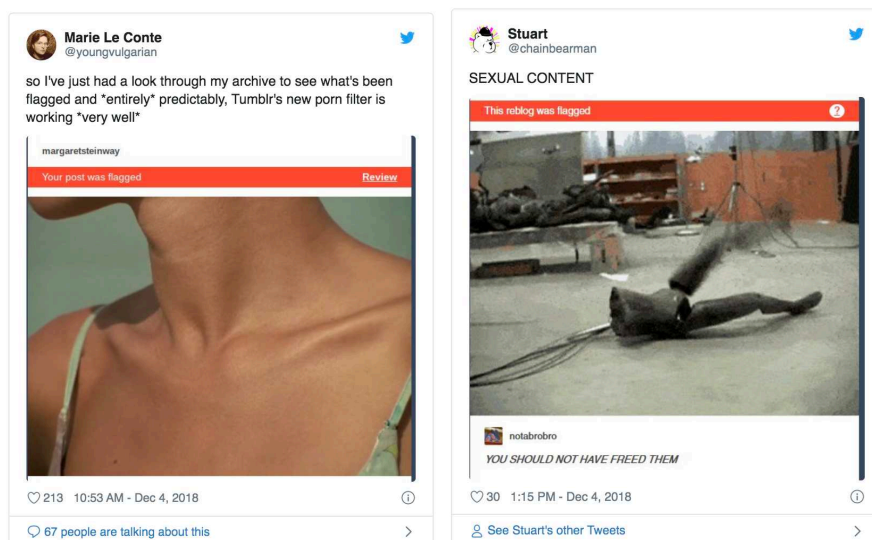 Marie Le Conte
@youngvulgarian
so I've just had a look through my archive to see what's been
flagged and *entirely* predictably, Tumblr's new porn filter is
working *very well*
margaretsteinway
Your post was flagged Review
213 10:53 AM - Dec 4, 2018
67 people are talking about this
Stuart
@chainbearman
SEXUAL CONTENT
This reblog was flagged ?
notabrobro
YOU SHOULD NOT HAVE FREED THEM
30 1:15 PM - Dec 4, 2018
See Stuart's other Tweets